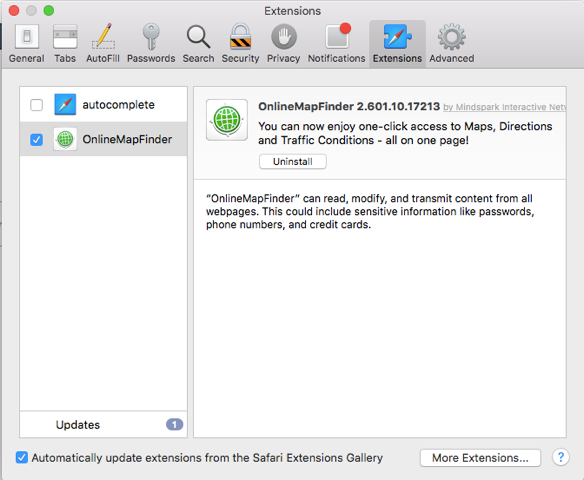 Extensions
General
Tabs
AutoFill
Passwords
Search
Security
Privacy
Notifications
Extensions
Advanced
autocomplete
OnlineMapFinder
OnlineMapFinder 2.601.10.17213 by Mindspark Interactive Netw
You can now enjoy one-click access to Maps, Directions
and Traffic Conditions - all on one page!
Uninstall
“OnlineMapFinder” can read, modify, and transmit content from all
webpages. This could include sensitive information like passwords,
phone numbers, and credit cards.
Updates 1
Automatically update extensions from the Safari Extensions Gallery
More Extensions...
?